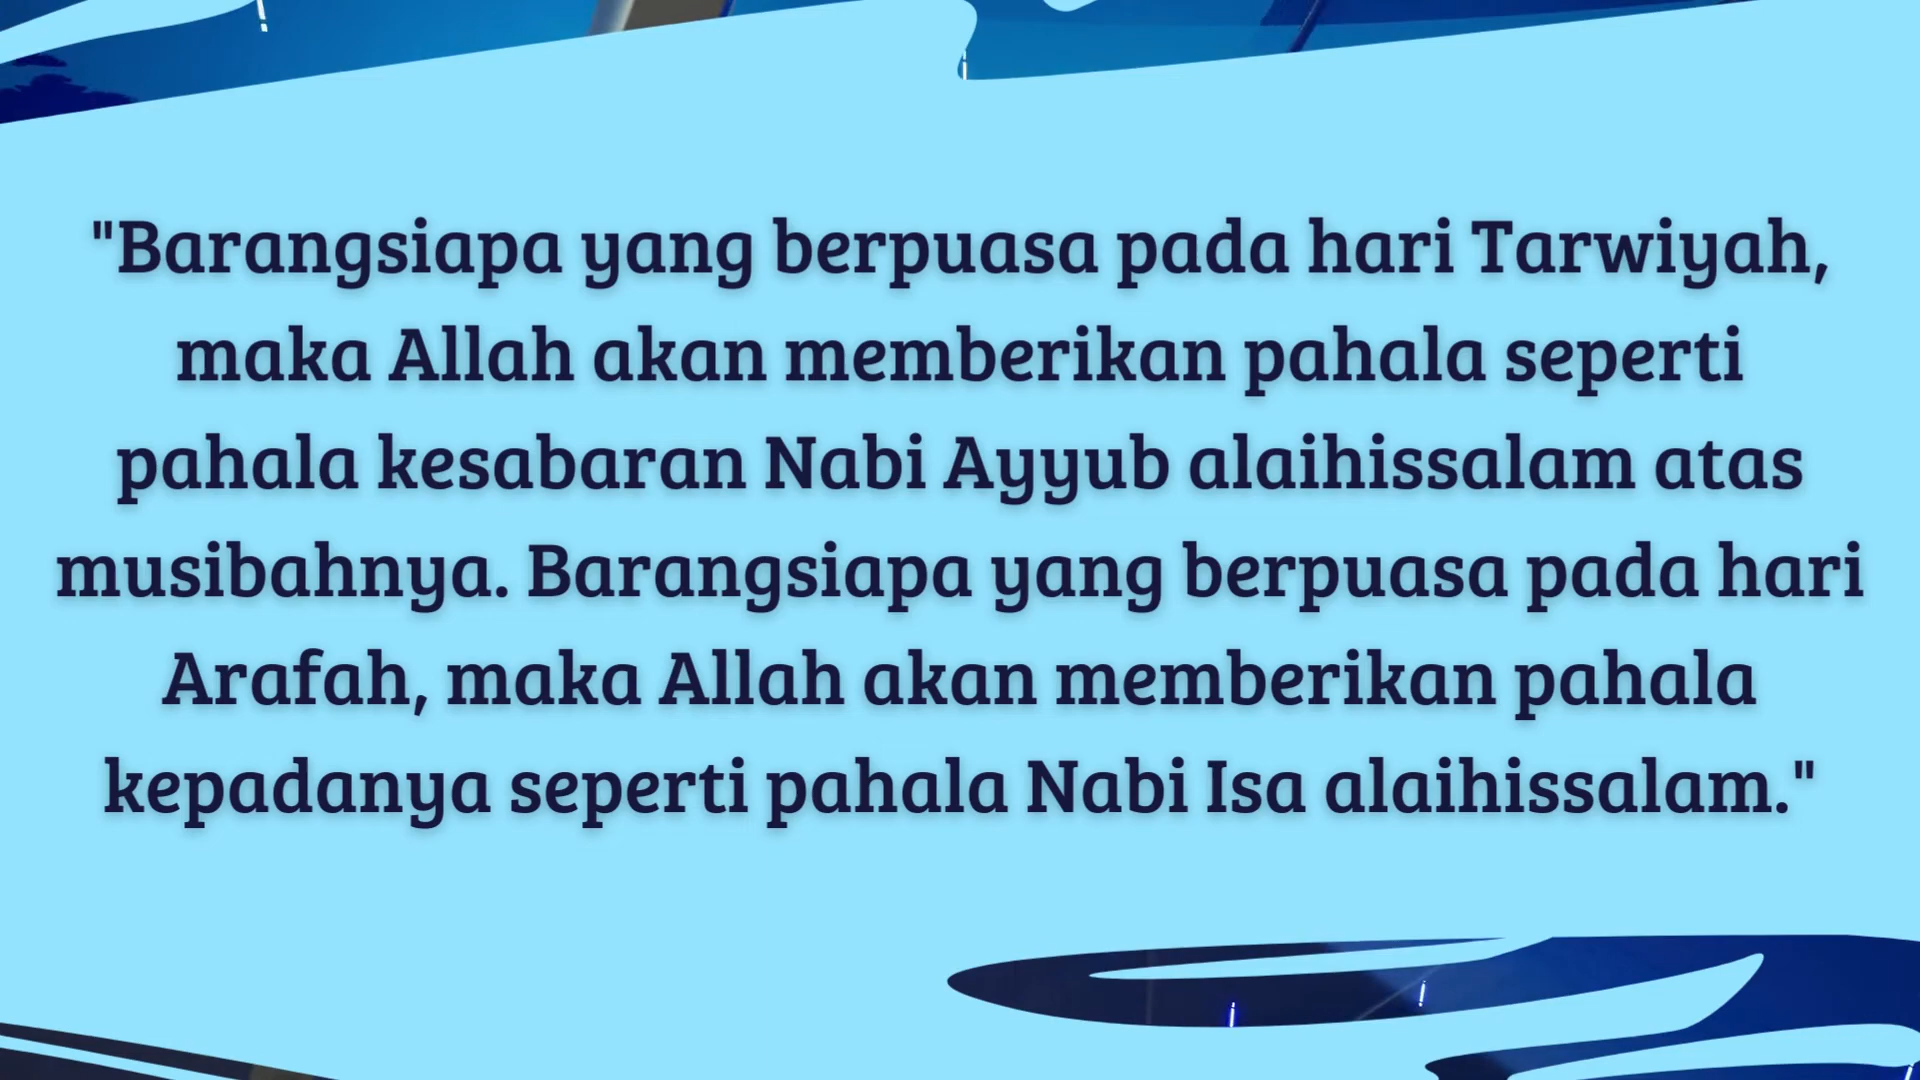 "Barangsiapa yang berpuasa pada hari Tarwiyah,
maka Allah akan memberikan pahala seperti
pahala kesabaran Nabi Ayyub alaihissalam atas
musibahnya. Barangsiapa yang berpuasa pada hari
Arafah, maka Allah akan memberikan pahala
kepadanya seperti pahala Nabi Isa alaihissalam."